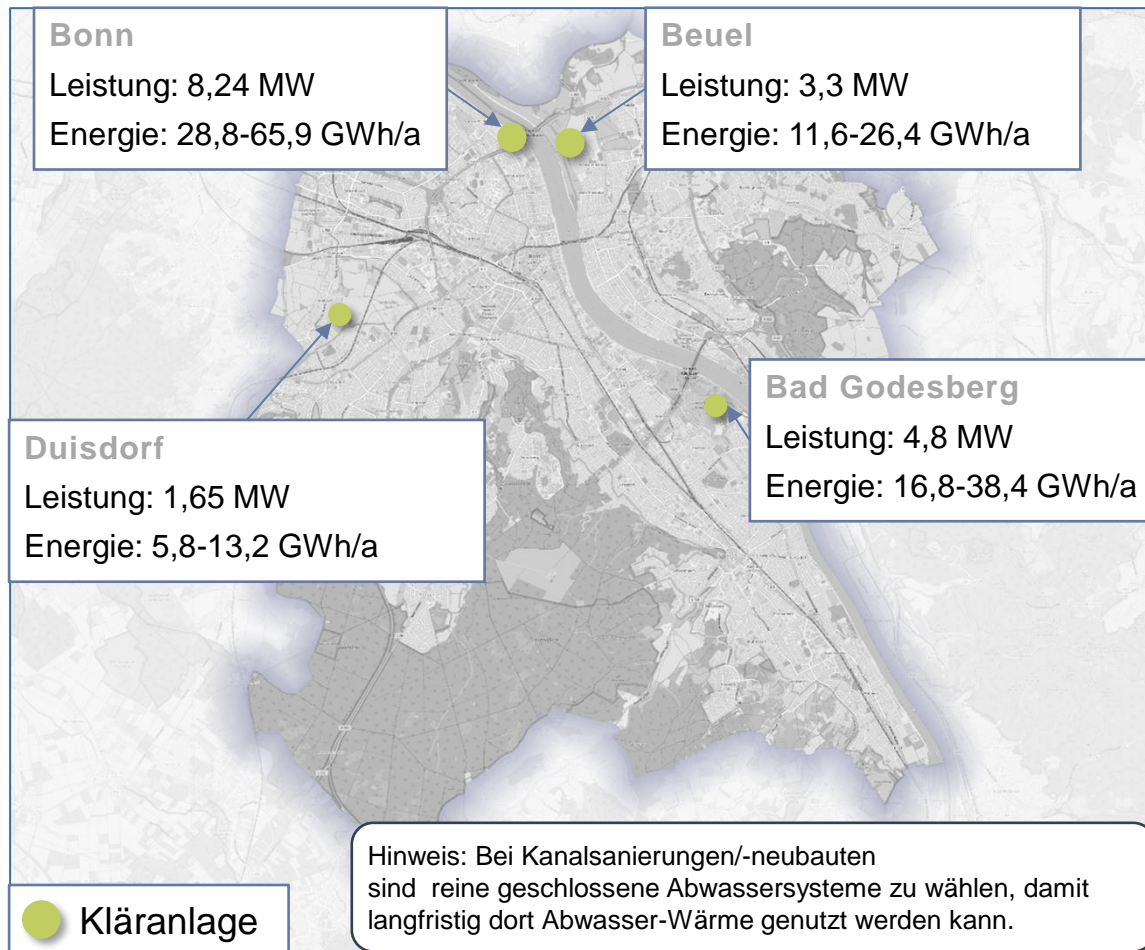 Bonn
Leistung: 8,24 MW
Energie: 28,8-65,9 GWh/a
Beuel
Leistung: 3,3 MW
Energie: 11,6-26,4 GWh/a
Duisdorf
Leistung: 1,65 MW
Energie: 5,8-13,2 GWh/a
Bad Godesberg
Leistung: 4,8 MW
Energie: 16,8-38,4 GWh/a
Hinweis: Bei Kanalsanierungen/-neubauten
sind reine geschlossene Abwassersysteme zu wählen, damit
langfristig dort Abwasser-Wärme genutzt werden kann.
Kläranlage